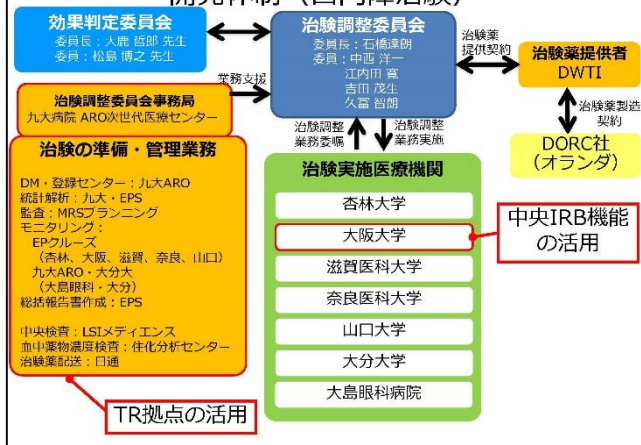 開発体制（白内障治験）
効果判定委員会
委員長：大鹿 哲郎 先生
委員：松島 博之 先生
治験調整委員会
委員長：石橋達朗
委員：中西 洋一
江内田 寛
吉田 茂生
久冨 智朗
治験薬
提供契約
治験薬提供者
DWTI
治験薬製造
契約
DORC社
（オランダ）
業務支援
治験調整委員会事務局
九大病院 ARO次世代医療センター
治験の準備・管理業務
DM・登録センター：九大ARO
統計解析：九大・EPS
監査：MRSプランニング
モニタリング：
EPクルーズ
（杏林、大阪、滋賀、奈良、山口）
九大ARO・大分大
（大島眼科・大分）
総括報告書作成：EPS
中央検査：LSIメディエンス
血中薬物濃度検査：住化分析センター
治験薬配送：日通
TR拠点の活用
治験調整
業務委嘱
治験調整
業務実施
治験実施医療機関
杏林大学
大阪大学
滋賀医科大学
奈良医科大学
山口大学
大分大学
大島眼科病院
中央IRB機能
の活用